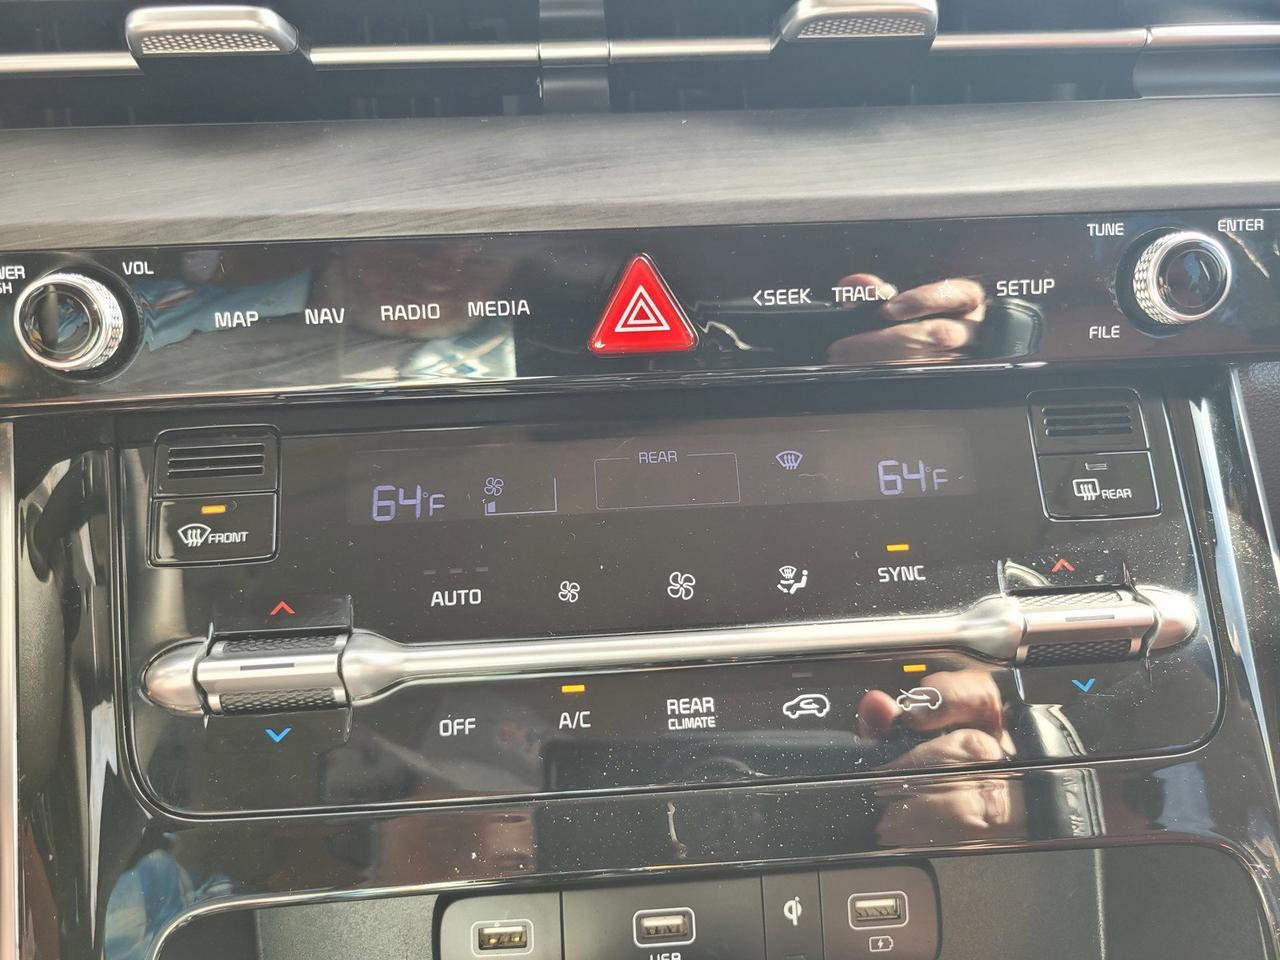 VOL
MAP NAV RADIO MEDIA
<SEEK TRACK> SETUP
TUNE
ENTER
FILE
FRONT
64°F
REAR
64°F
REAR
AUTO
SYNC
OFF
A/C
REAR
CLIMATE
USB